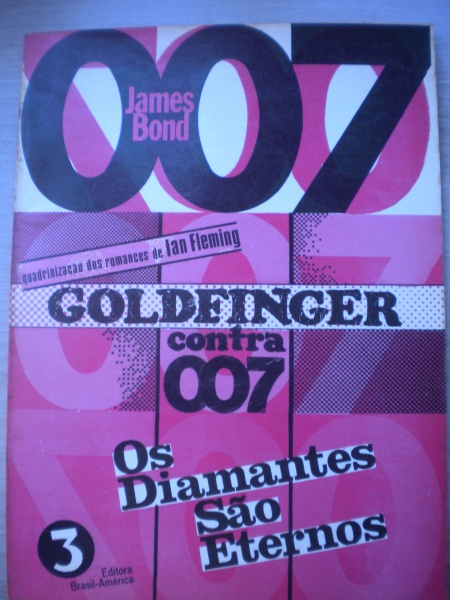 007
James
Bond
quadrinização dos romances de Ian Fleming
GOLDFINGER
contra
007
Os
Diamantes
São
Eternos
3
Editora
Brasil-América